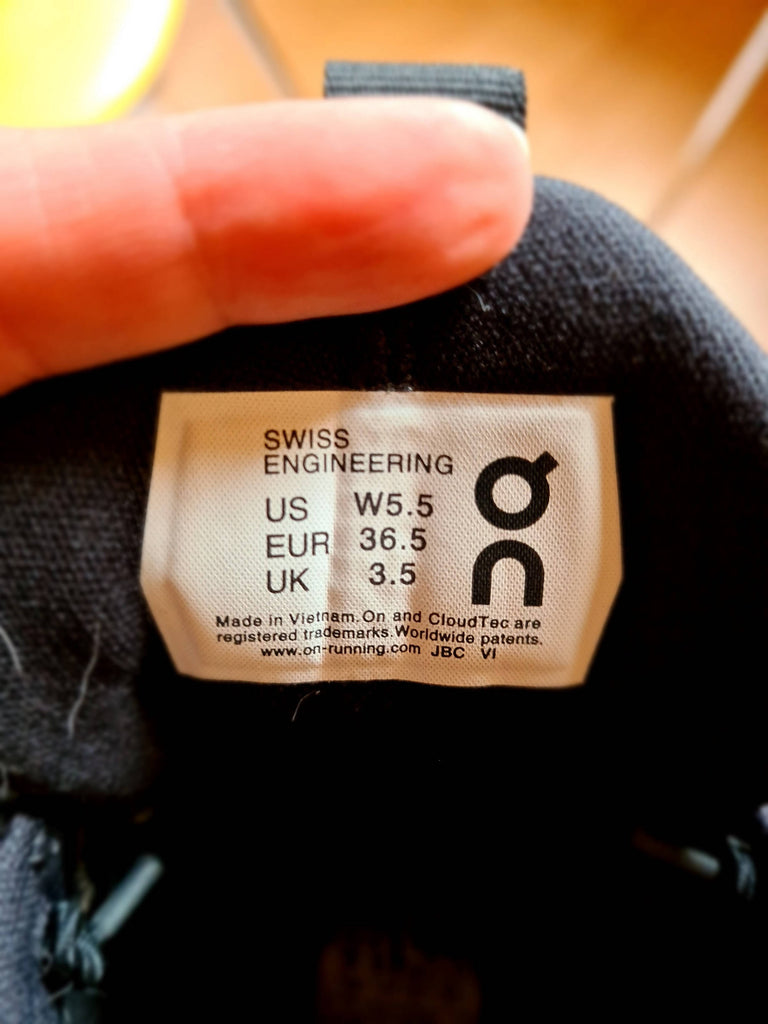 SWISS
ENGINEERING
US W5.5
EUR 36.5
UK 3.5
on
Made in Vietnam.On and CloudTec are
registered trademarks.Worldwide patents.
www.on-running.com JBC VI